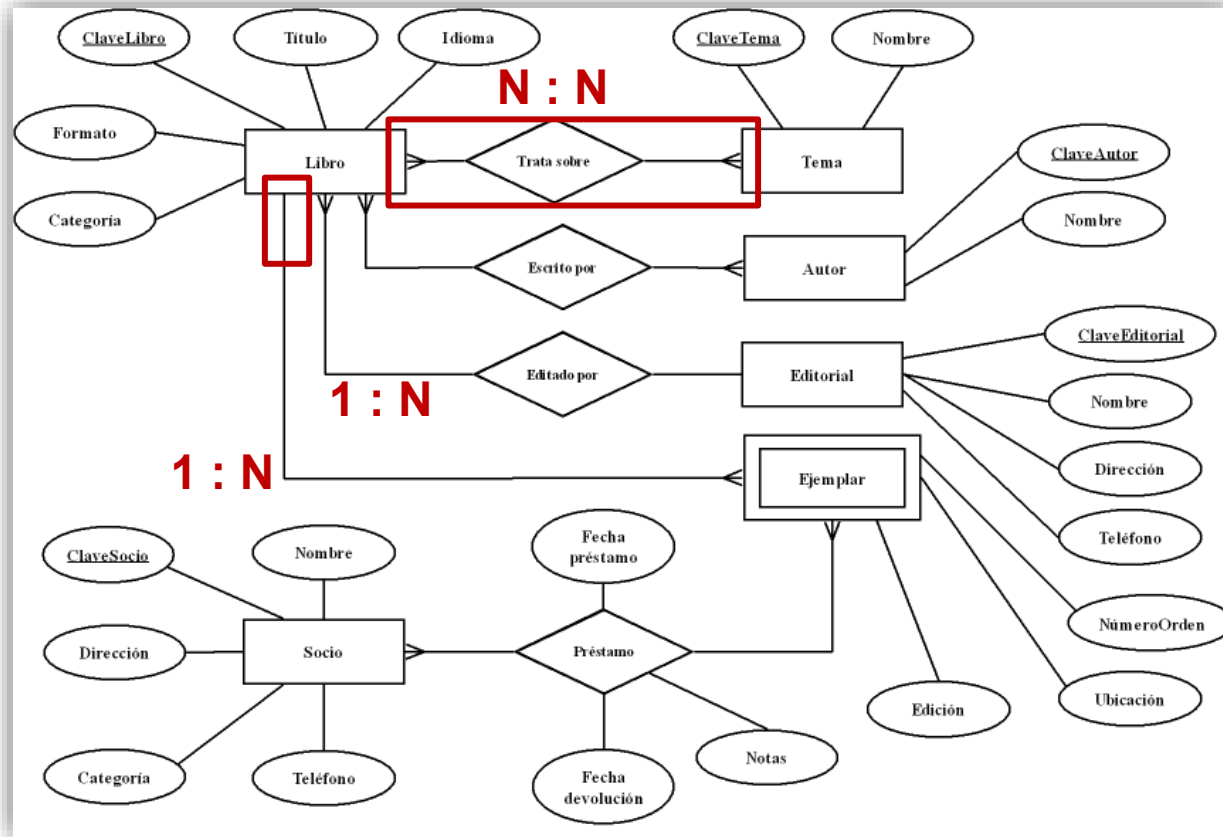 ClaveLibro
Título
Idioma
ClaveTema
Nombre
N : N
Formato
Libro
Trata sobre
Tema
ClaveAutor
Categoría
Nombre
Escrito por
Autor
ClaveEditorial
Editado por
Editorial
1 : N
Nombre
1 : N
Dirección
Ejemplar
Teléfono
Fecha
préstamo
ClaveSocio
Nombre
NúmeroOrden
Dirección
Socio
Préstamo
Ubicación
Edición
Categoría
Teléfono
Fecha
devolución
Notas